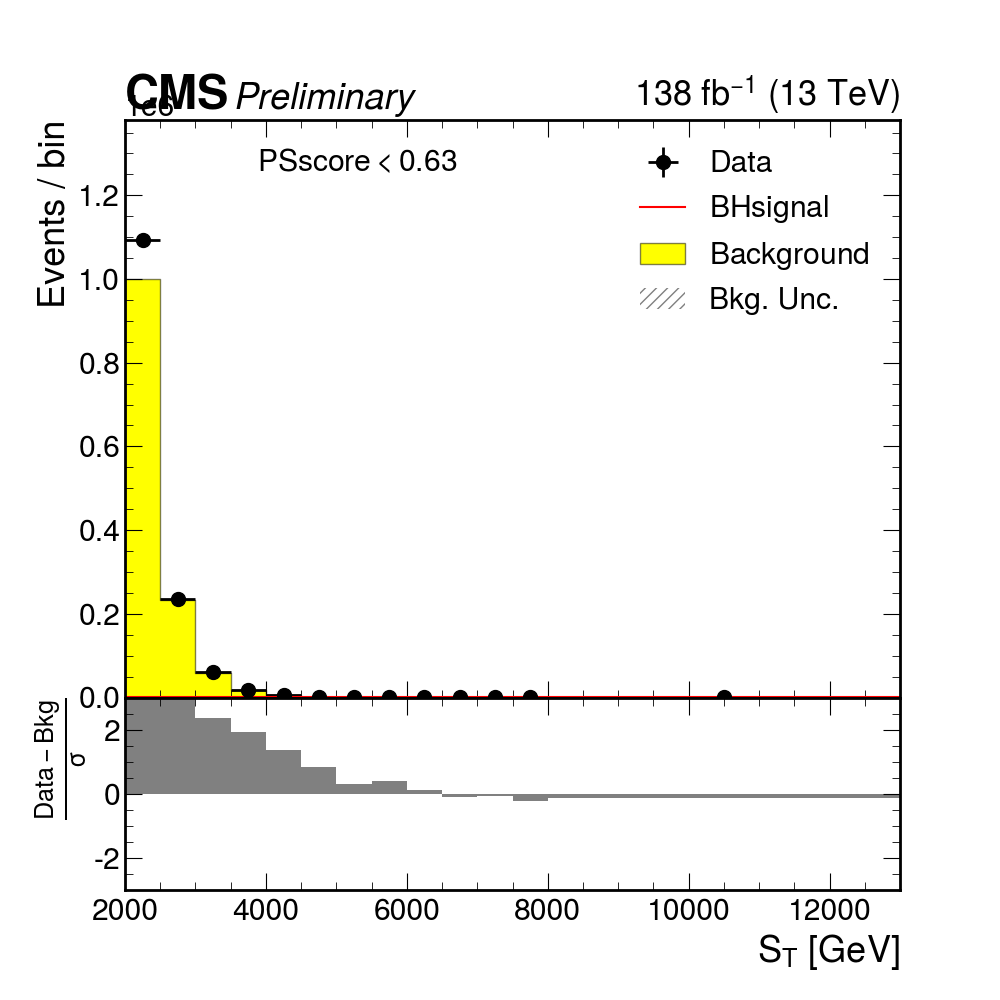 CMS Preliminary
138 fb⁻¹ (13 TeV)
1e6
Events / bin
PSscore < 0.63
Data
BHsignal
Background
Bkg. Unc.
1.2
1.0
0.8
0.6
0.4
0.2
0.0
Data – Bkg
σ
2
0
-2
2000 4000 6000 8000 10000 12000
S_T [GeV]